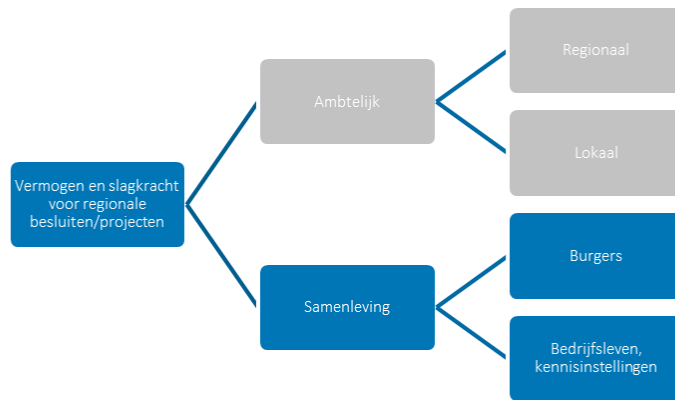 Vermogen en slagkracht
voor regionale
besluiten/projecten
Ambtelijk
Regionaal
Lokaal
Samenleving
Burgers
Bedrijfsleven,
kennisinstellingen